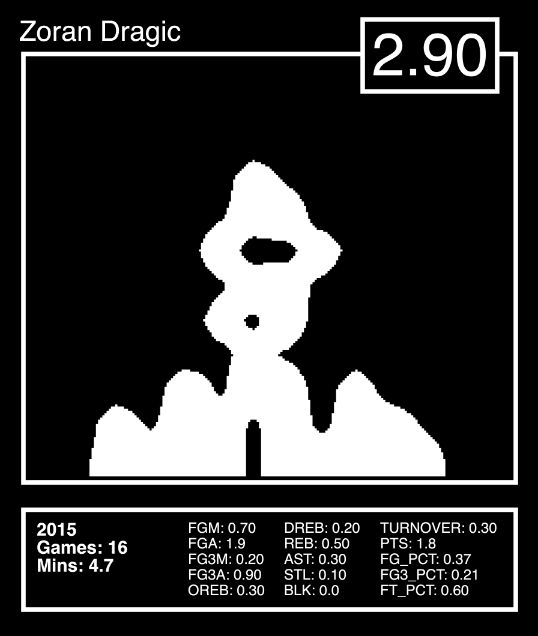 Zoran Dragic
2.90
2015
Games: 16
Mins: 4.7
FGM: 0.70
FGA: 1.9
FG3M: 0.20
FG3A: 0.90
OREB: 0.30
DREB: 0.20
REB: 0.50
AST: 0.30
STL: 0.10
BLK: 0.0
TURNOVER: 0.30
PTS: 1.8
FG_PCT: 0.37
FG3_PCT: 0.21
FT_PCT: 0.60